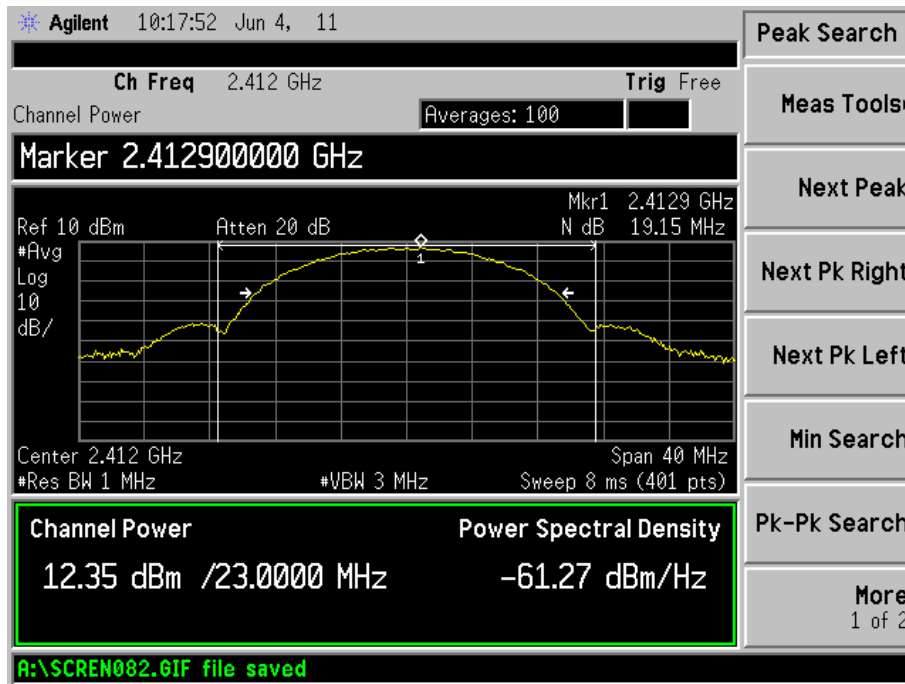 Agilent 10:17:52 Jun 4, 11
Ch Freq 2.412 GHz Trig Free
Channel Power Averages: 100
Marker 2.412900000 GHz
Mkr1 2.4129 GHz
Ref 10 dBm Atten 20 dB N dB 19.15 MHz
#Avg
Log
10
dB/
1
Center 2.412 GHz Span 40 MHz
#Res BW 1 MHz #VBW 3 MHz Sweep 8 ms (401 pts)
Channel Power Power Spectral Density
12.35 dBm /23.0000 MHz -61.27 dBm/Hz
A:\SCREN082.GIF file saved
Peak Search
Meas Tools
Next Peak
Next Pk Right
Next Pk Left
Min Search
Pk-Pk Search
More
1 of 2